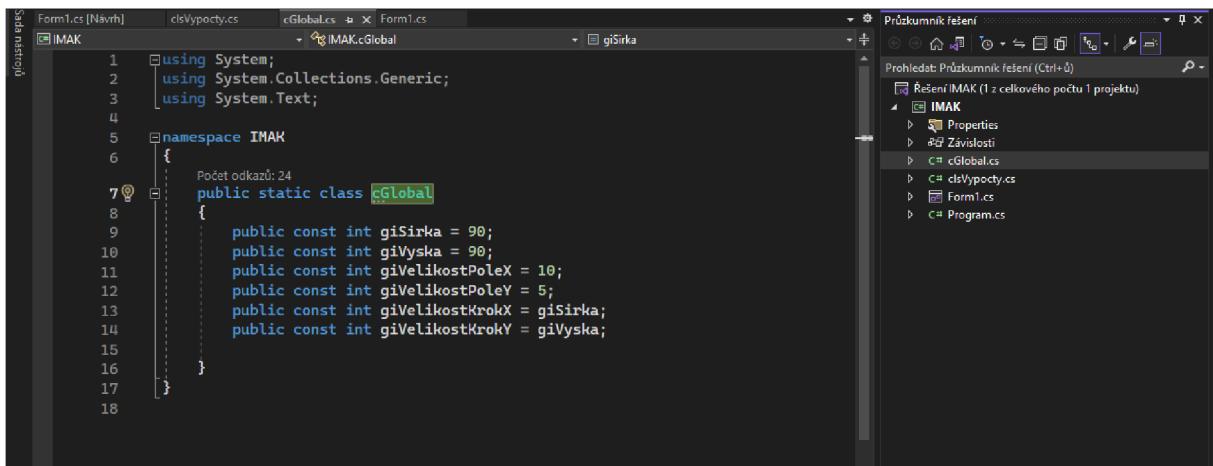 Sada nástrojů
Form1.cs [Návrh] clsVypocty.cs cGlobal.cs Form1.cs
IMAK IMAK.cGlobal giSirka
1 using System;
2 using System.Collections.Generic;
3 using System.Text;
4
5 namespace IMAK
6 {
Počet odkazů: 24
7 public static class cGlobal
8 {
9 public const int giSirka = 90;
10 public const int giVyska = 90;
11 public const int giVelikostPoleX = 10;
12 public const int giVelikostPoleY = 5;
13 public const int giVelikostKrokX = giSirka;
14 public const int giVelikostKrokY = giVyska;
15
16 }
17 }
18
Průzkumník řešení
Prohledat: Průzkumník řešení (Ctrl+ů)
Řešení IMAK (1 z celkového počtu 1 projektu)
C# IMAK
Properties
Závislosti
C# cGlobal.cs
C# clsVypocty.cs
Form1.cs
C# Program.cs